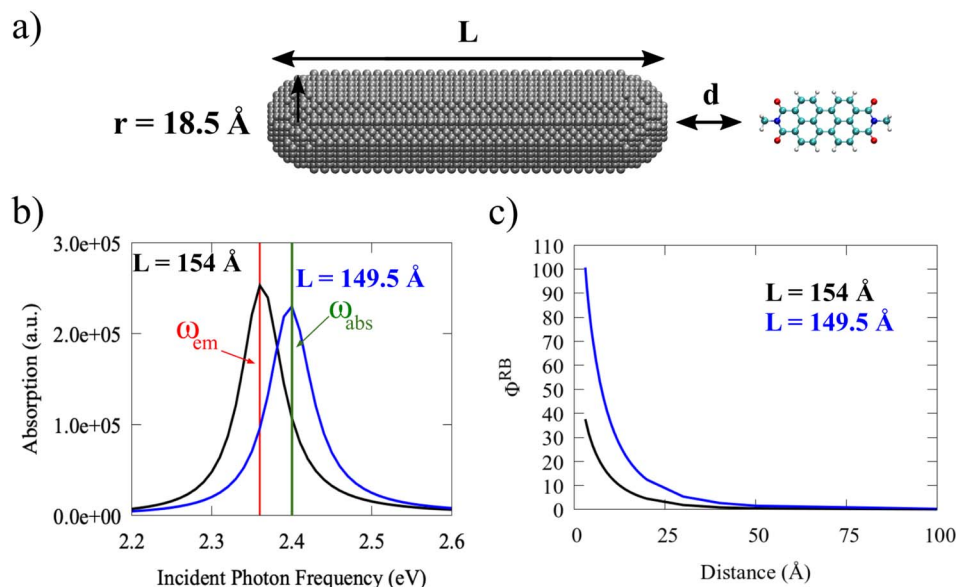 a)
L
r = 18.5 Å
d
b)
3.0e+05
2.0e+05
1.0e+05
0.0e+00
Absorption (a.u.)
L = 154 Å
L = 149.5 Å
ωem
ωabs
2.2 2.3 2.4 2.5 2.6
Incident Photon Frequency (eV)
c)
110
100
90
80
70
60
50
40
30
20
10
0
ΦRB
L = 154 Å
L = 149.5 Å
0 25 50 75 100
Distance (Å)